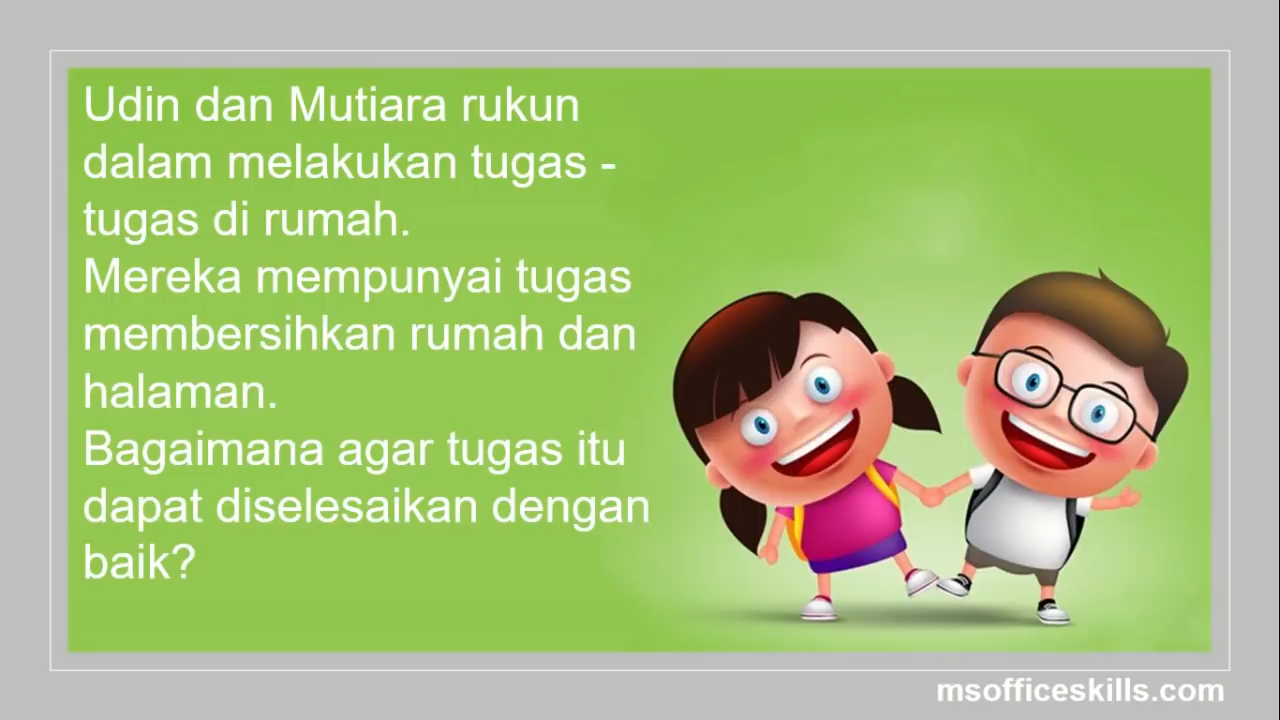 Udin dan Mutiara rukun
dalam melakukan tugas -
tugas di rumah.
Mereka mempunyai tugas
membersihkan rumah dan
halaman.
Bagaimana agar tugas itu
dapat diselesaikan dengan
baik?
msofficeskills.com